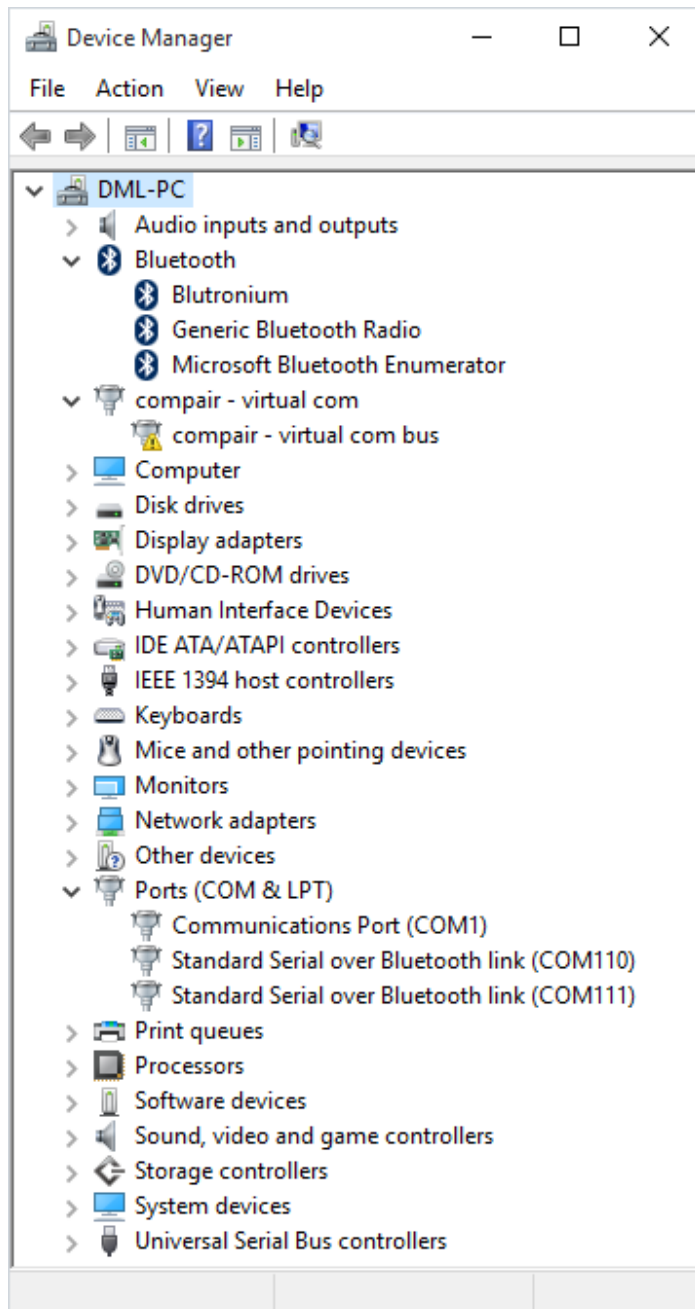 Device Manager
File Action View Help
DML-PC
Audio inputs and outputs
Bluetooth
Blutronium
Generic Bluetooth Radio
Microsoft Bluetooth Enumerator
compair - virtual com
compair - virtual com bus
Computer
Disk drives
Display adapters
DVD/CD-ROM drives
Human Interface Devices
IDE ATA/ATAPI controllers
IEEE 1394 host controllers
Keyboards
Mice and other pointing devices
Monitors
Network adapters
Other devices
Ports (COM & LPT)
Communications Port (COM1)
Standard Serial over Bluetooth link (COM110)
Standard Serial over Bluetooth link (COM111)
Print queues
Processors
Software devices
Sound, video and game controllers
Storage controllers
System devices
Universal Serial Bus controllers